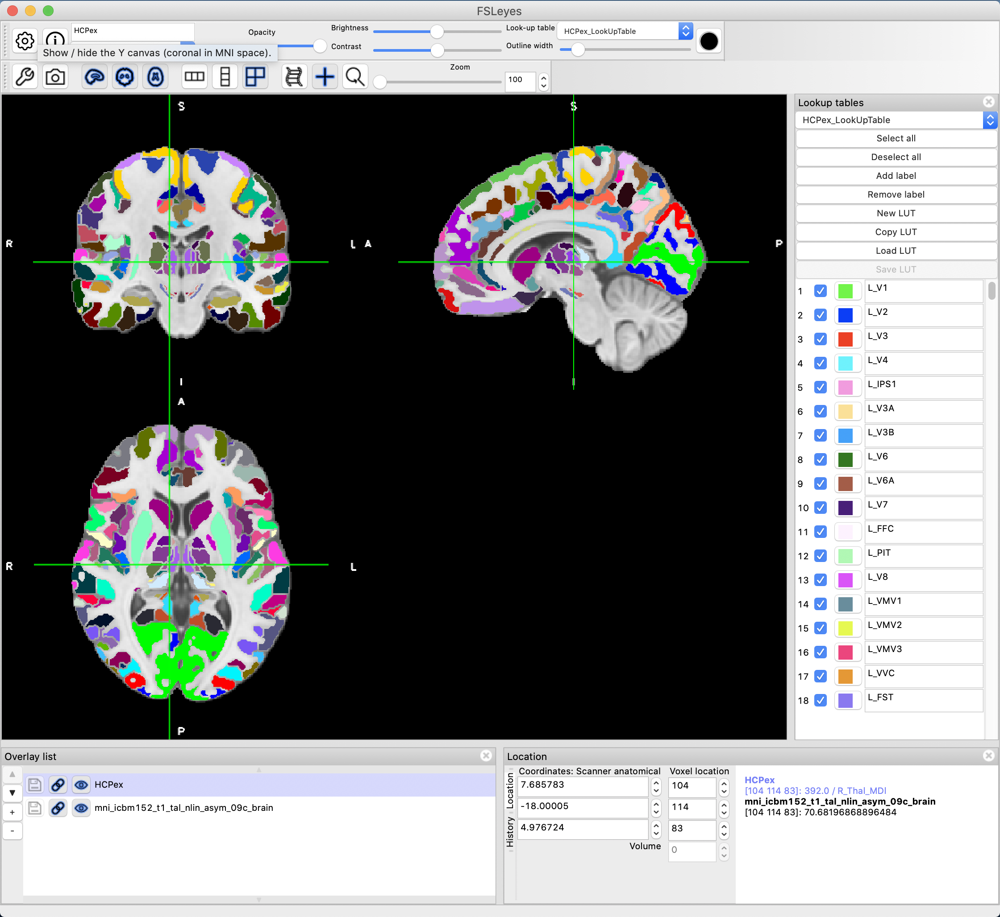 FSLeyes
HCPex
Opacity
Brightness
Contrast
Look-up table
HCPex_LookUpTable
Outline width
Show / hide the Y canvas (coronal in MNI space).
Zoom
100
S
S
R
L
A
P
I
I
A
R
L
P
Lookup tables
HCPex_LookUpTable
Select all
Deselect all
Add label
Remove label
New LUT
Copy LUT
Load LUT
Save LUT
1 L_V1
2 L_V2
3 L_V3
4 L_V4
5 L_IPS1
6 L_V3A
7 L_V3B
8 L_V6
9 L_V6A
10 L_V7
11 L_FFC
12 L_PIT
13 L_V8
14 L_VMV1
15 L_VMV2
16 L_VMV3
17 L_VVC
18 L_FST
Overlay list
HCPex
mni_icbm152_t1_tal_nlin_asym_09c_brain
+
-
Location
Location
History
Coordinates: Scanner anatomical
Voxel location
7.685783
104
-18.00005
114
4.976724
83
Volume
0
HCPex
[104 114 83]: 392.0 / R_Thal_MDl
mni_icbm152_t1_tal_nlin_asym_09c_brain
[104 114 83]: 70.68196868896484